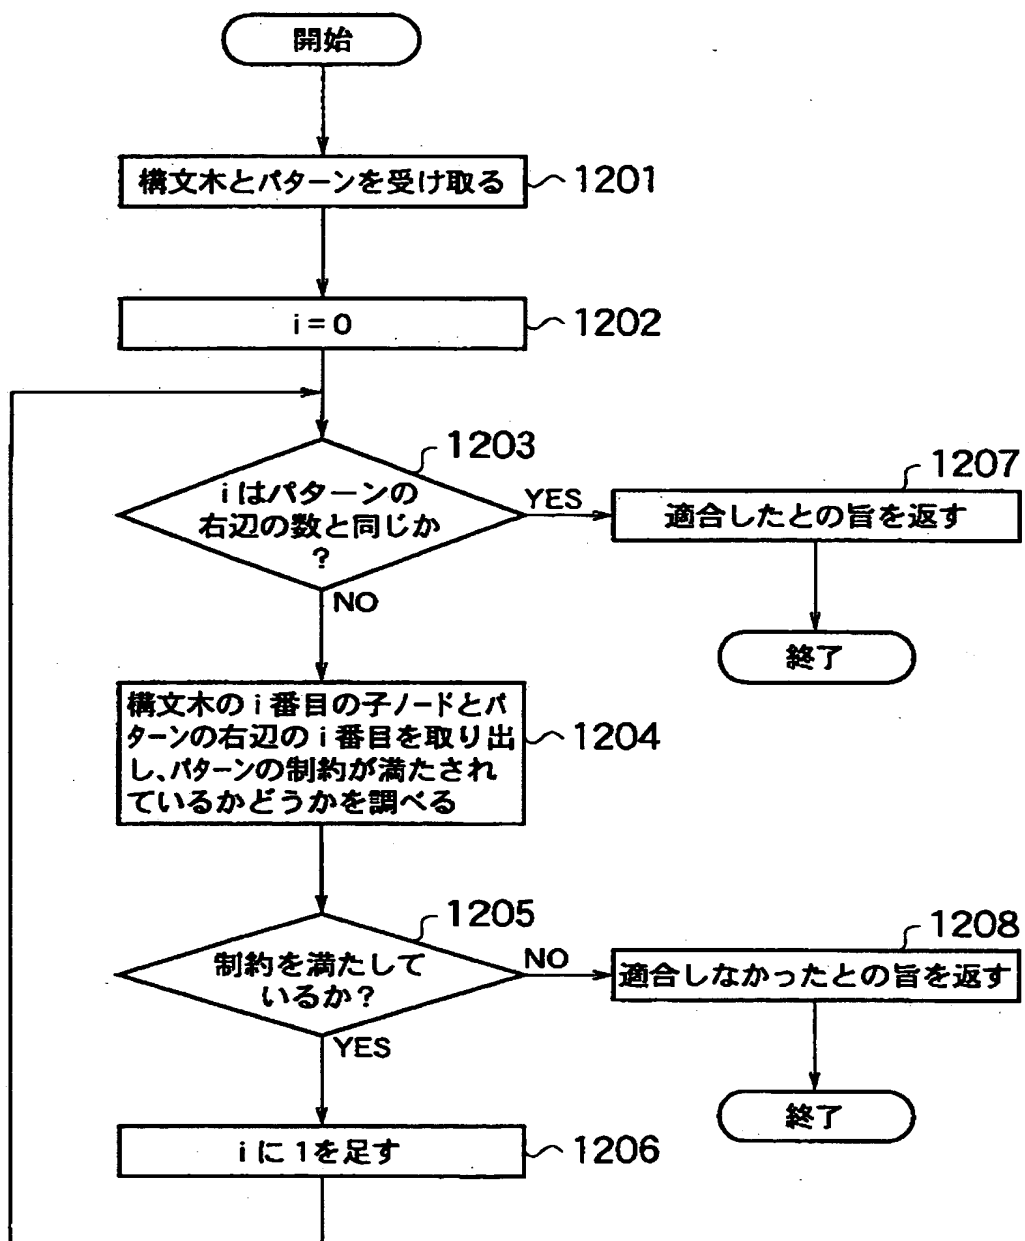 開始
構文木とパターンを受け取る
1201
i=0
1202
1203
iはパターンの
右辺の数と同じか
?
YES
1207
適合したとの旨を返す
終了
NO
構文木のi番目の子ノードとパ
ターンの右辺のi番目を取り出
し、パターンの制約が満たされ
ているかどうかを調べる
1204
1205
制約を満たして
いるか?
NO
1208
適合しなかったとの旨を返す
終了
YES
iに1を足す
1206